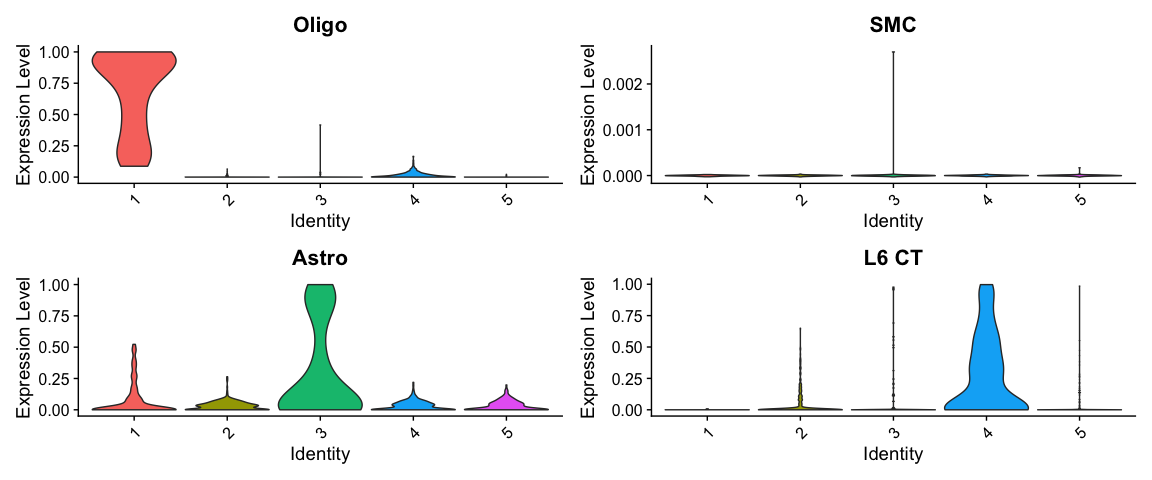 Oligo
Expression Level
1.00
0.75
0.50
0.25
0.00
1 2 3 4 5
Identity
SMC
Expression Level
0.002
0.001
0.000
1 2 3 4 5
Identity
Astro
Expression Level
1.00
0.75
0.50
0.25
0.00
1 2 3 4 5
Identity
L6 CT
Expression Level
1.00
0.75
0.50
0.25
0.00
1 2 3 4 5
Identity